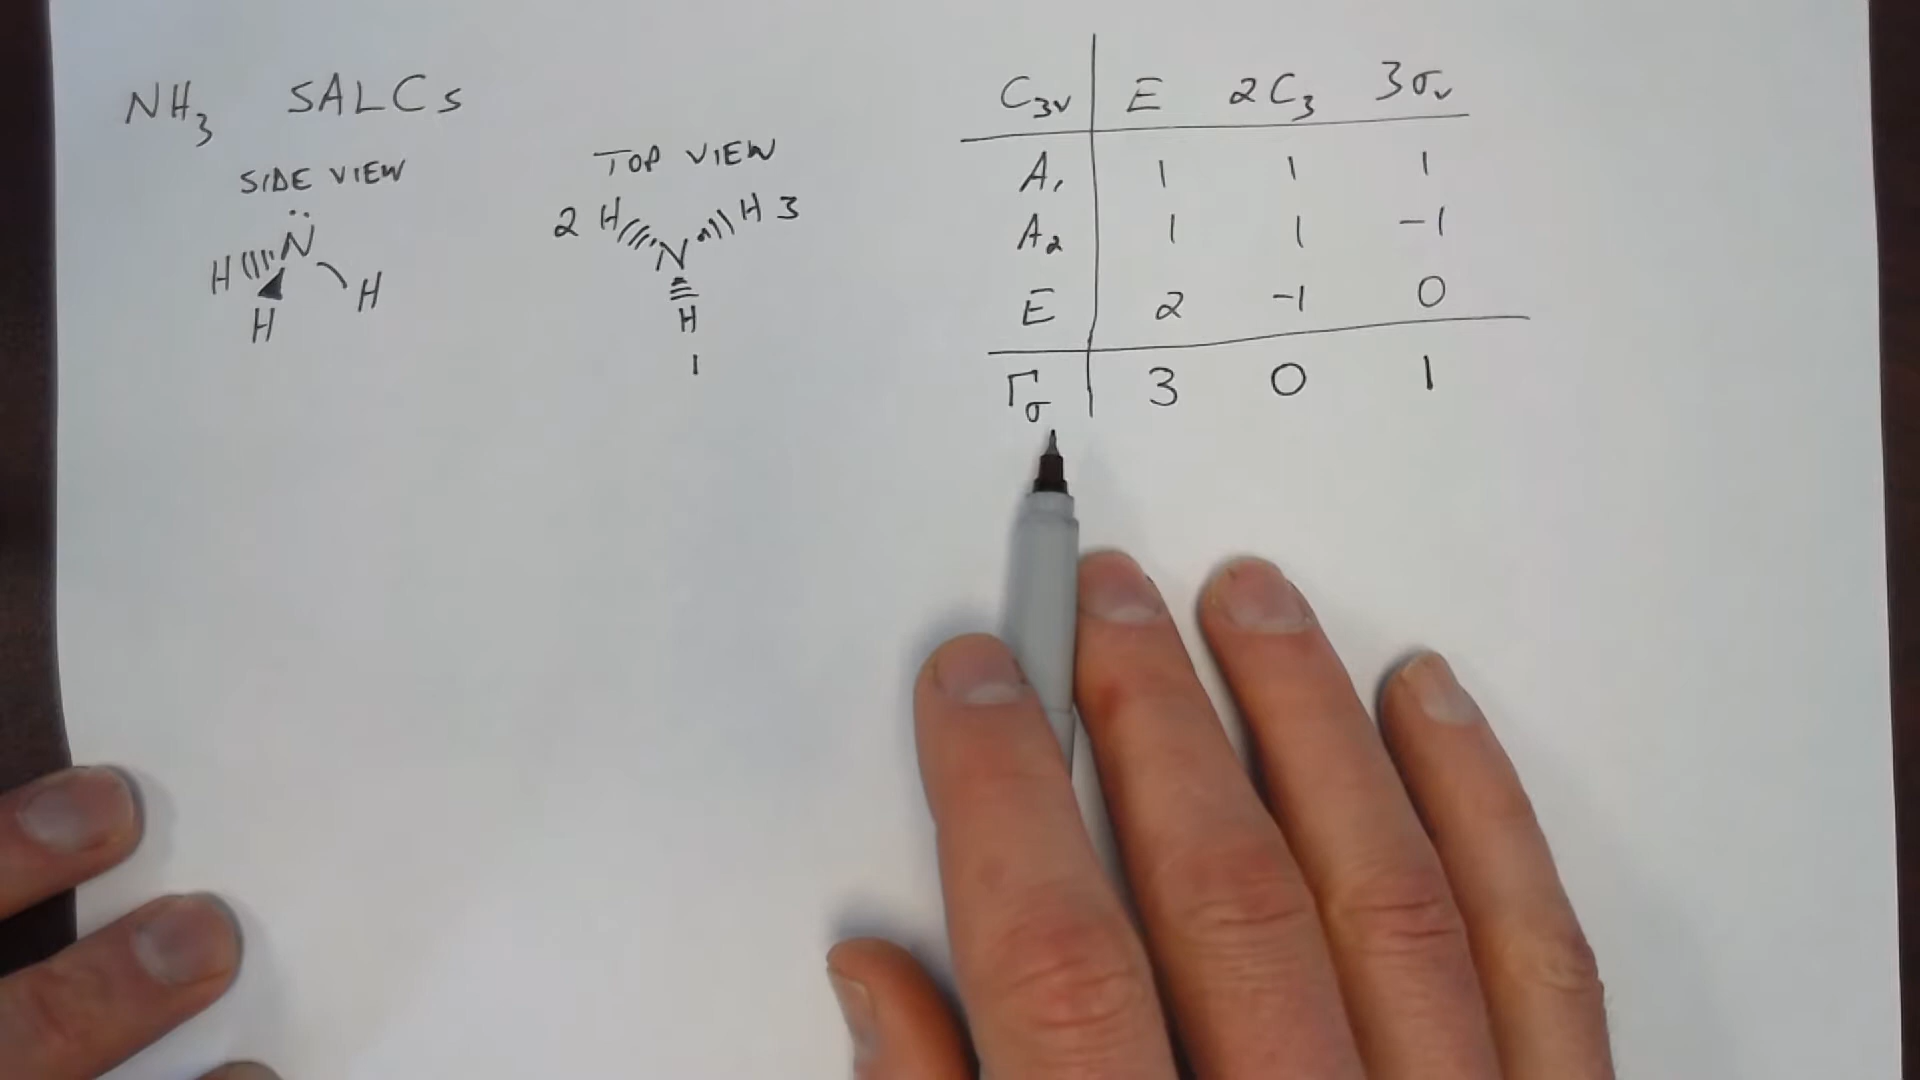 NH₃ SALCs
SIDE VIEW
N
H
H
H
TOP VIEW
2 H H 3
N
H
1
C₃ᵥ E 2C₃ 3σᵥ
A₁ 1 1 1
A₂ 1 1 -1
E 2 -1 0
Γσ 3 0 1